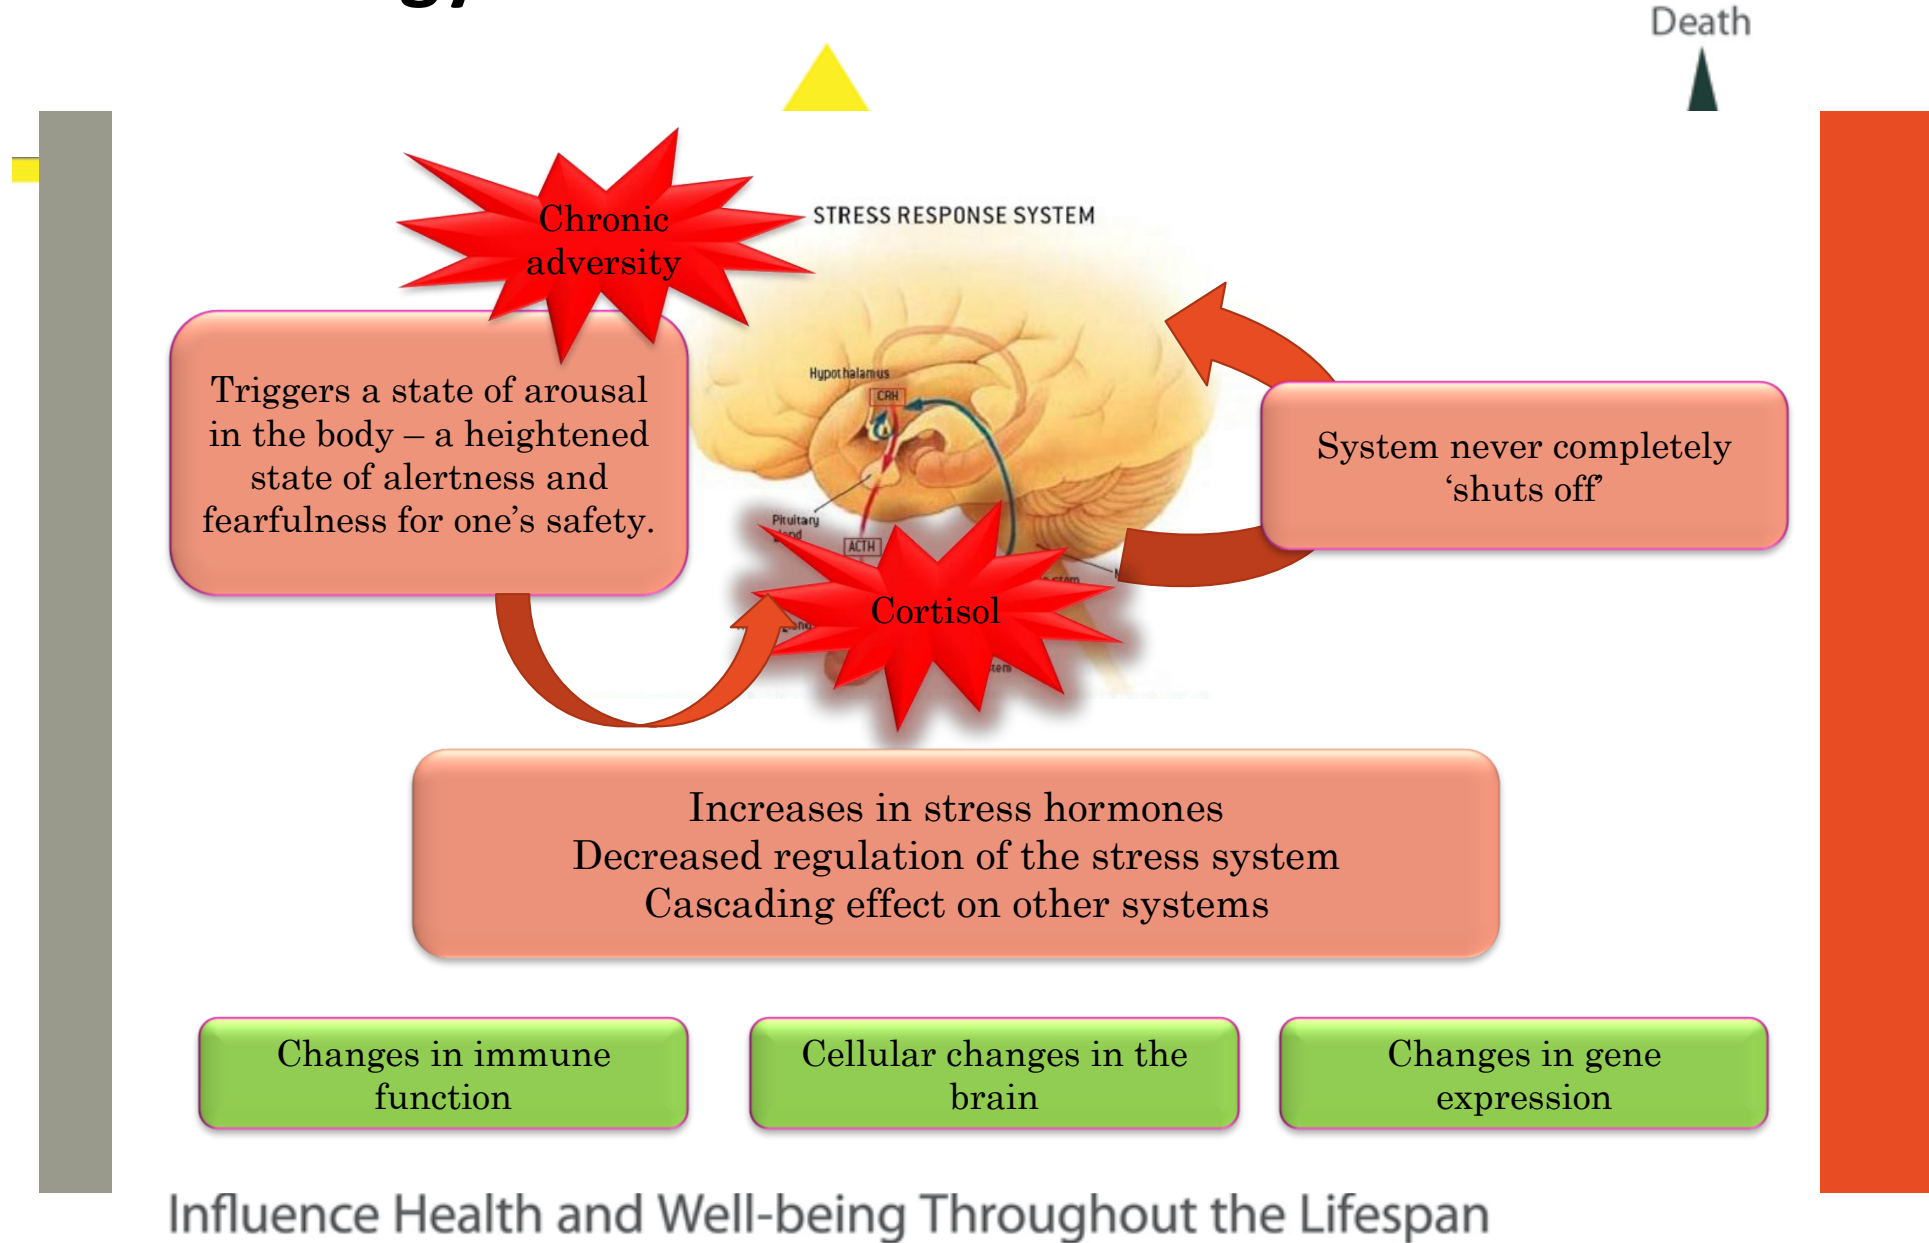 Death
Chronic
adversity
STRESS RESPONSE SYSTEM
Triggers a state of arousal
in the body – a heightened
state of alertness and
fearfulness for one’s safety.
Hypothalamus
CRH
Pituitary
ACTH
System never completely
‘shuts off’
Cortisol
Increases in stress hormones
Decreased regulation of the stress system
Cascading effect on other systems
Changes in immune
function
Cellular changes in the
brain
Changes in gene
expression
Influence Health and Well-being Throughout the Lifespan